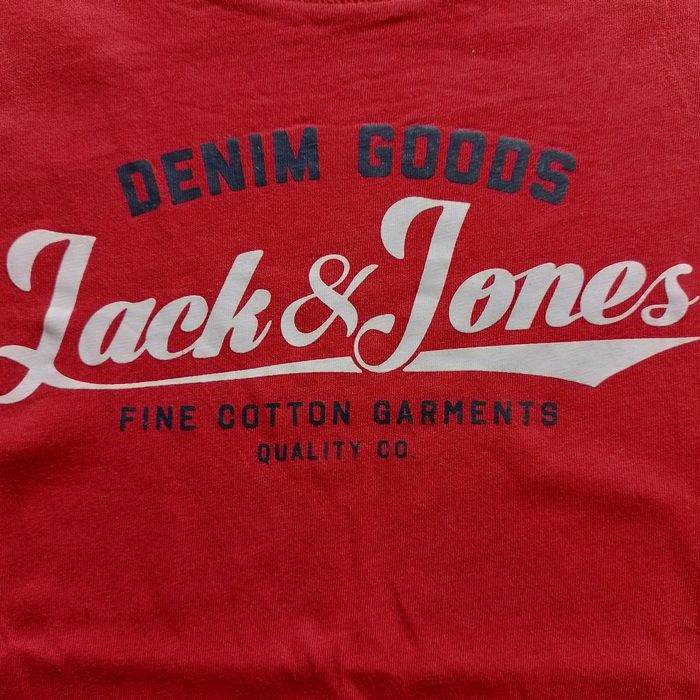 DENIM GOODS
Jack & Jones
FINE COTTON GARMENTS
QUALITY CO.